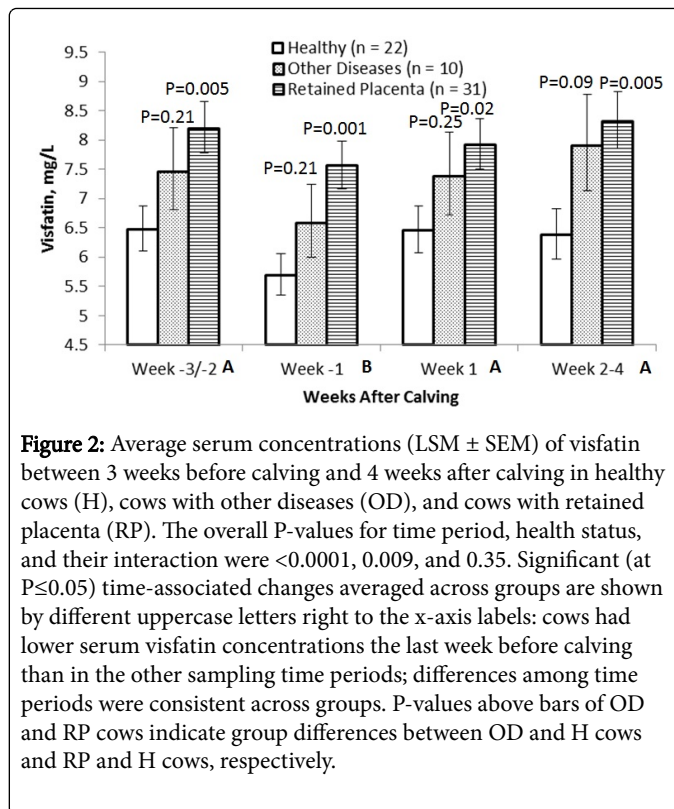 9.5
9
8.5
8
7.5
7
6.5
6
5.5
5
4.5
Visfatin, mg/L
Healthy (n = 22)
Other Diseases (n = 10)
Retained Placenta (n = 31)
P=0.21
P=0.005
P=0.21
P=0.001
P=0.25
P=0.02
P=0.09
P=0.005
Week -3/-2 A
Week -1 B
Week 1 A
Week 2-4 A
Weeks After Calving
Figure 2: Average serum concentrations (LSM ± SEM) of visfatin
between 3 weeks before calving and 4 weeks after calving in healthy
cows (H), cows with other diseases (OD), and cows with retained
placenta (RP). The overall P-values for time period, health status,
and their interaction were <0.0001, 0.009, and 0.35. Significant (at
P≤0.05) time-associated changes averaged across groups are shown
by different uppercase letters right to the x-axis labels: cows had
lower serum visfatin concentrations the last week before calving
than in the other sampling time periods; differences among time
periods were consistent across groups. P-values above bars of OD
and RP cows indicate group differences between OD and H cows
and RP and H cows, respectively.